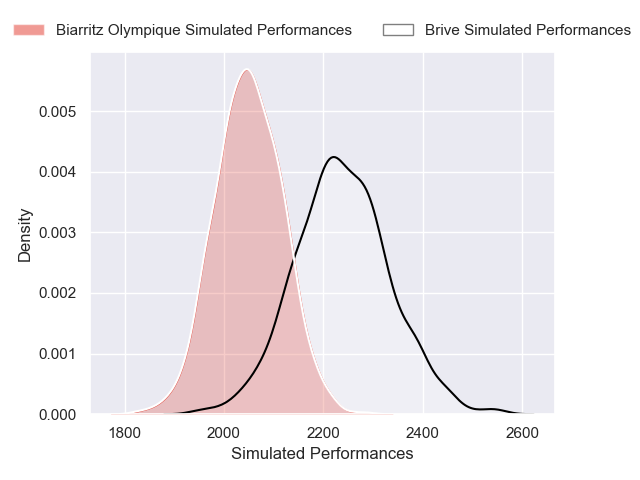 Biarritz Olympique Simulated Performances
Brive Simulated Performances
0.005
0.004
0.003
0.002
0.001
0.000
Density
1800
2000
2200
2400
2600
Simulated Performances